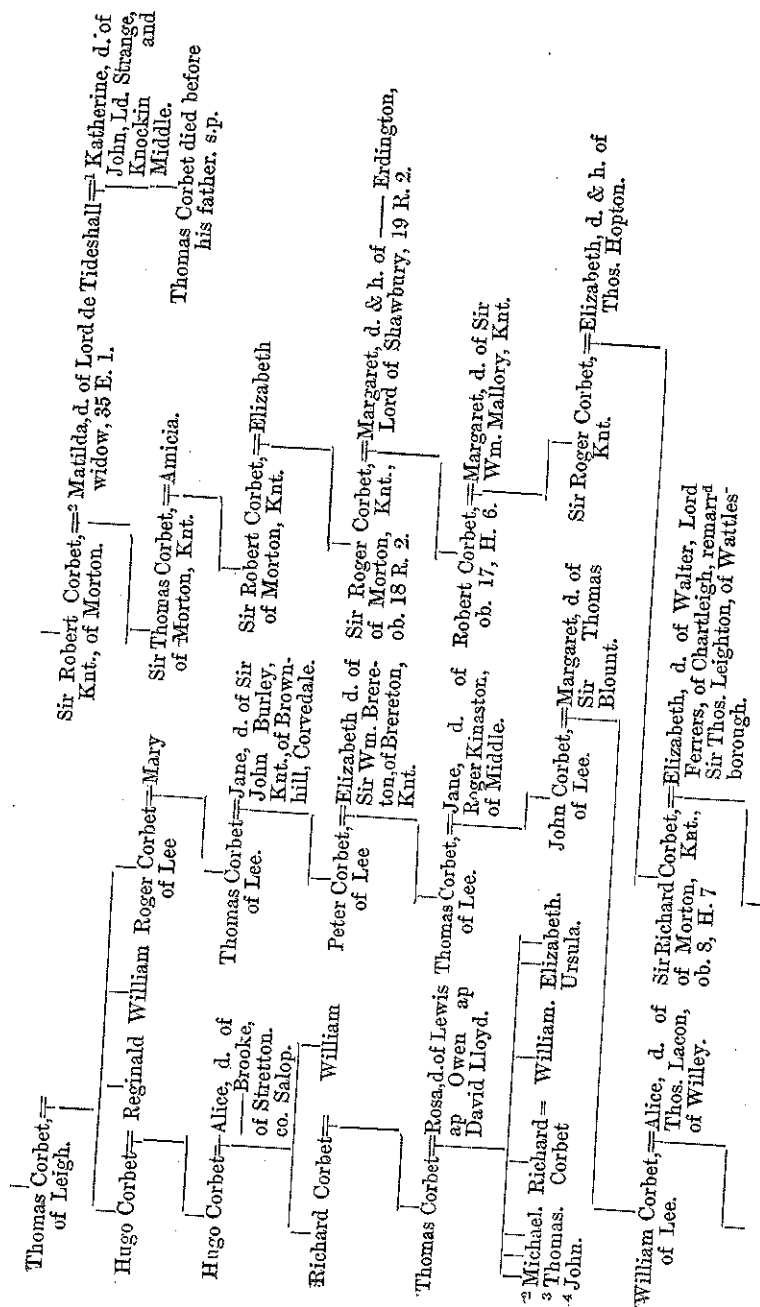 Thomas Corbet,=
of Leigh.
Sir Robert Corbet,=² Matilda, d. of Lord de Tideshall=¹ Katherine, d. of
Knt., of Morton.
widow, 35 E. 1.
John, Ld. Strange,
Knockin and
Middle.
Hugo Corbet= Reginald William Roger Corbet=Mary
of Lee
Sir Thomas Corbet,=Amicia.
of Morton, Knt.
Thomas Corbet died before
his father. s.p.
Hugo Corbet=Alice, d. of
—— Brooke,
of Stretton.
co. Salop.
Thomas Corbet=Jane, d. of Sir
of Lee.
John Burley,
Knt., of Brown-
hill, Corvedale.
Sir Robert Corbet,=Elizabeth
of Morton, Knt.
Richard Corbet= William
Peter Corbet,=Elizabeth d. of
of Lee
Sir Wm. Brere-
ton, of Brereton,
Knt.
Sir Roger Corbet,=Margaret, d. & h. of —— Erdington,
of Morton, Knt.,
ob. 18 R. 2.
Lord of Shawbury, 19 R. 2.
Thomas Corbet=Rosa, d. of Lewis
ap Owen ap
David Lloyd.
Thomas Corbet,=Jane, d. of
of Lee.
Roger Kinaston,
of Middle.
Robert Corbet,=Margaret, d. of Sir
ob. 17, H. 6.
Wm. Mallory, Knt.
² Michael. Richard= William. Elizabeth.
³ Thomas. Corbet Ursula.
⁴ John.
John Corbet,=Margaret, d. of
of Lee.
Sir Thomas
Blount.
Sir Roger Corbet,=Elizabeth, d. & h. of
Knt.
Thos. Hopton.
William Corbet,=Alice, d. of
of Lee.
Thos. Lacon,
of Willey.
Sir Richard Corbet,=Elizabeth, d. of Walter, Lord
of Morton, Knt.,
ob. 8, H. 7
Ferrers, of Chartleigh, remarrᵈ
Sir Thos. Leighton, of Wattles-
borough.